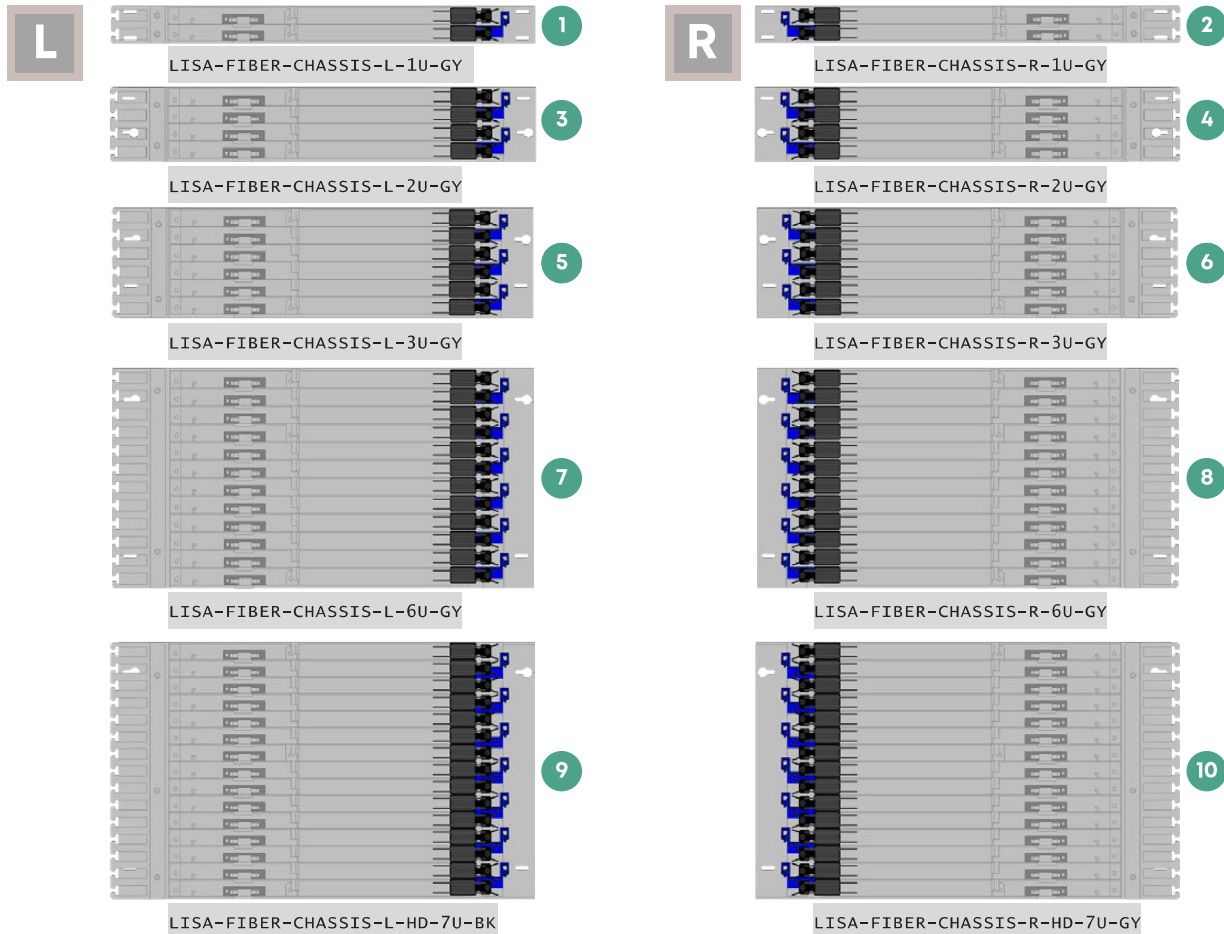 L
1
R
2
LISA-FIBER-CHASSIS-L-1U-GY
LISA-FIBER-CHASSIS-R-1U-GY
3
4
LISA-FIBER-CHASSIS-L-2U-GY
LISA-FIBER-CHASSIS-R-2U-GY
5
6
LISA-FIBER-CHASSIS-L-3U-GY
LISA-FIBER-CHASSIS-R-3U-GY
7
8
LISA-FIBER-CHASSIS-L-6U-GY
LISA-FIBER-CHASSIS-R-6U-GY
9
10
LISA-FIBER-CHASSIS-L-HD-7U-BK
LISA-FIBER-CHASSIS-R-HD-7U-GY